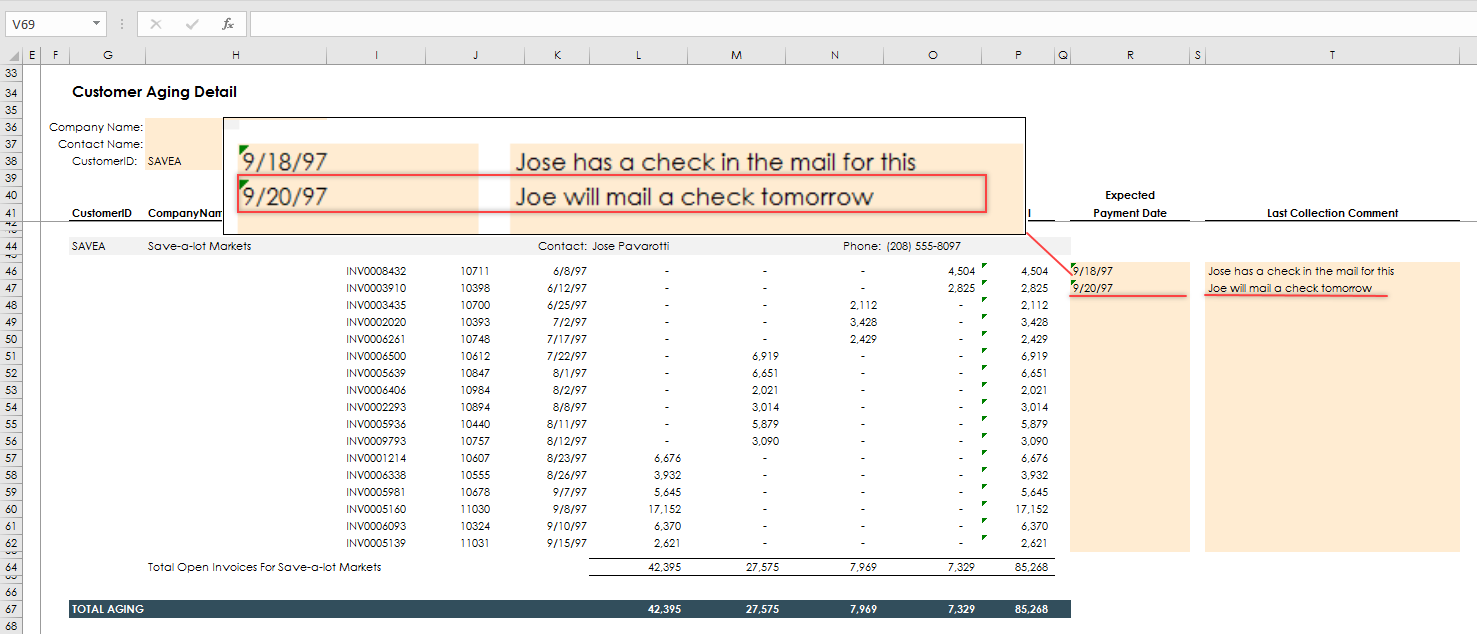 V69
fx
E F G H I J K L M N O P Q R S T
33
34 Customer Aging Detail
35
36 Company Name:
37 Contact Name:
38 CustomerID: SAVEA
39
9/18/97 Jose has a check in the mail for this
9/20/97 Joe will mail a check tomorrow
40 Expected
41 CustomerID CompanyNam Payment Date Last Collection Comment
42
44 SAVEA Save-a-lot Markets Contact: Jose Pavarotti Phone: (208) 555-8097
46 INV0008432 10711 6/8/97 - - - 4,504 4,504 9/18/97 Jose has a check in the mail for this
47 INV0003910 10398 6/12/97 - - - 2,825 2,825 9/20/97 Joe will mail a check tomorrow
48 INV0003435 10700 6/25/97 - - 2,112 - 2,112
49 INV0002020 10393 7/2/97 - - 3,428 - 3,428
50 INV0006261 10748 7/17/97 - - 2,429 - 2,429
51 INV0006500 10612 7/22/97 - 6,919 - - 6,919
52 INV0005639 10847 8/1/97 - 6,651 - - 6,651
53 INV0006406 10984 8/2/97 - 2,021 - - 2,021
54 INV0002293 10894 8/8/97 - 3,014 - - 3,014
55 INV0005936 10440 8/11/97 - 5,879 - - 5,879
56 INV0009793 10757 8/12/97 - 3,090 - - 3,090
57 INV0001214 10607 8/23/97 6,676 - - - 6,676
58 INV0006338 10555 8/26/97 3,932 - - - 3,932
59 INV0005981 10678 9/7/97 5,645 - - - 5,645
60 INV0005160 11030 9/8/97 17,152 - - - 17,152
61 INV0006093 10324 9/10/97 6,370 - - - 6,370
62 INV0005139 11031 9/15/97 2,621 - - - 2,621
64 Total Open Invoices For Save-a-lot Markets 42,395 27,575 7,969 7,329 85,268
66
67 TOTAL AGING 42,395 27,575 7,969 7,329 85,268
68